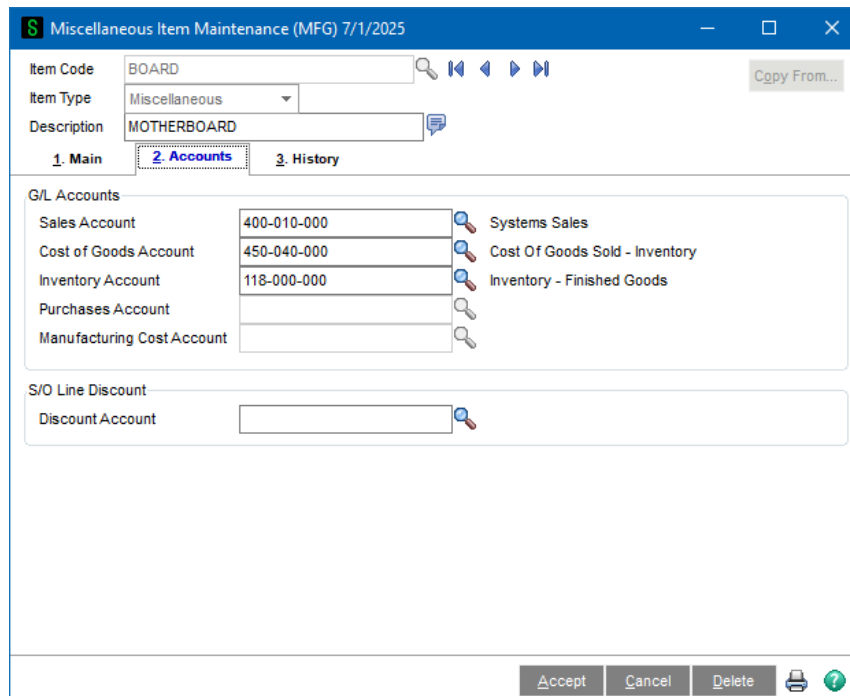 S Miscellaneous Item Maintenance (MFG) 7/1/2025
Item Code BOARD Copy From...
Item Type Miscellaneous
Description MOTHERBOARD
1. Main 2. Accounts 3. History
G/L Accounts
Sales Account 400-010-000 Systems Sales
Cost of Goods Account 450-040-000 Cost Of Goods Sold - Inventory
Inventory Account 118-000-000 Inventory - Finished Goods
Purchases Account
Manufacturing Cost Account
S/O Line Discount
Discount Account
Accept Cancel Delete ?